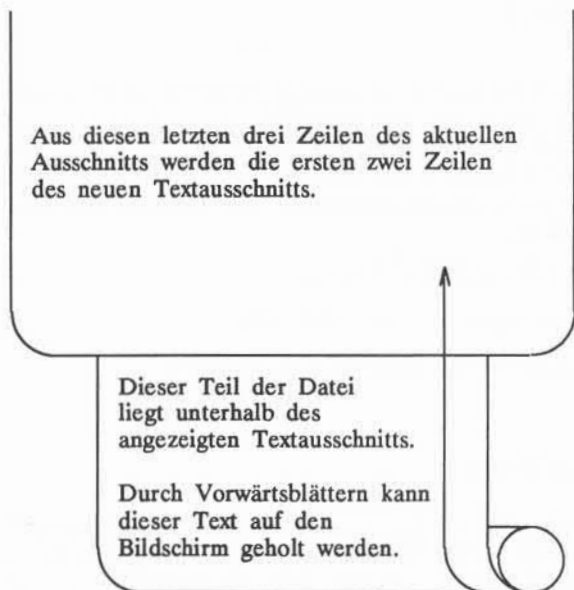 Aus diesen letzten drei Zeilen des aktuellen
Ausschnitts werden die ersten zwei Zeilen
des neuen Textausschnitts.
Dieser Teil der Datei
liegt unterhalb des
angezeigten Textausschnitts.
Durch Vorwärtsblättern kann
dieser Text auf den
Bildschirm geholt werden.